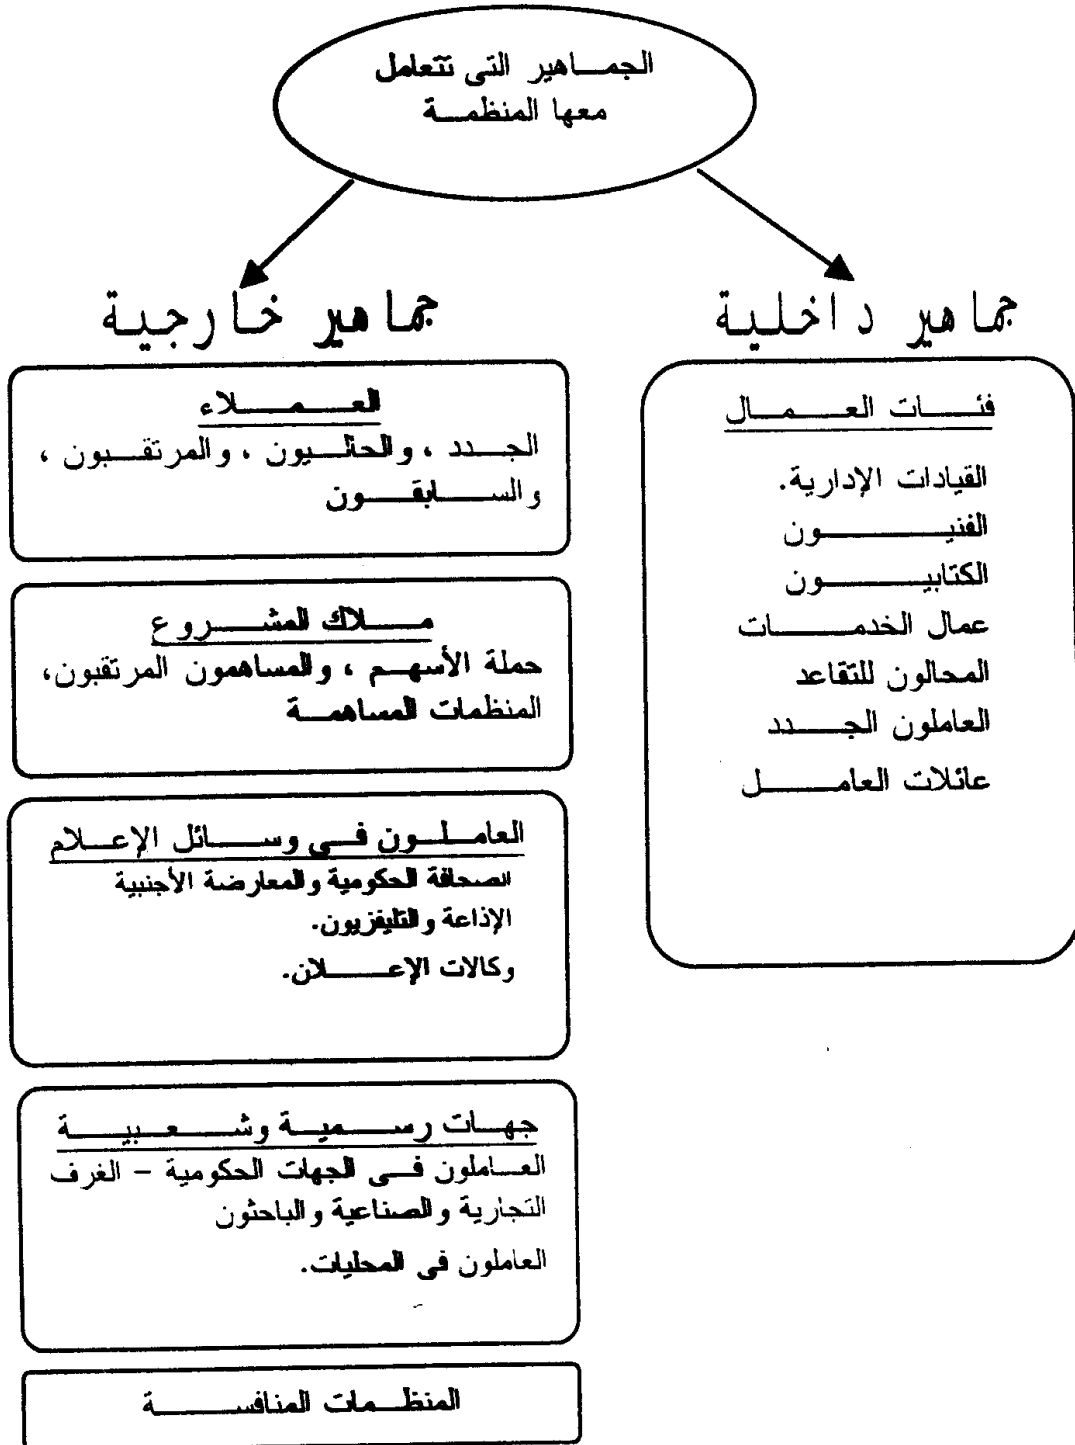 الجماهير التى تتعامل
معها المنظمة
جماهير داخلية
فئات العمال
القيادات الإدارية.
الفنيون
الكتابيون
عمال الخدمات
المحالون للتقاعد
العاملون الجدد
عائلات العامل
جماهير خارجية
العملاء
الجدد ، والحاليون ، والمرتقبون ،
والسابقون
ملاك المشروع
حملة الأسهم ، والمساهمون المرتقبون،
المنظمات المساهمة
العاملون فى وسائل الإعلام
الصحافة الحكومية والمعارضة الأجنبية
الإذاعة والتليفزيون.
وكالات الإعلان.
جهات رسمية وشعبية
العاملون فى الجهات الحكومية – الغرف
التجارية والصناعية والباحثون
العاملون فى المحليات.
المنظمات المنافسة